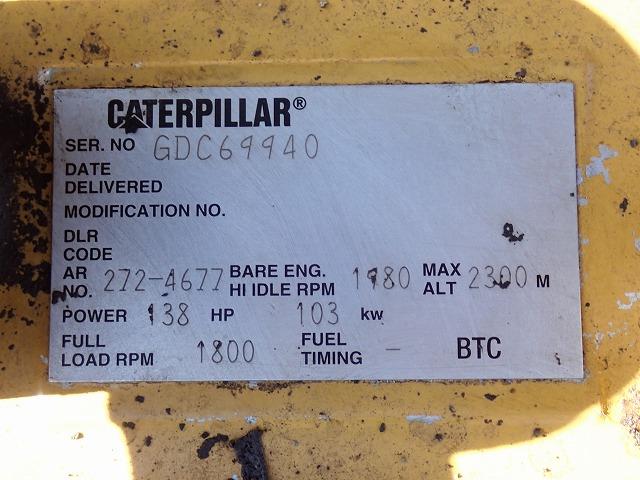 CATERPILLAR®
SER. NO GDC69940
DATE
DELIVERED
MODIFICATION NO.
DLR
CODE
AR NO. 272-4677 BARE ENG. HI IDLE RPM 1980 MAX ALT 2300 M
POWER 138 HP 103 kw
FULL LOAD RPM 1800 FUEL TIMING – BTC